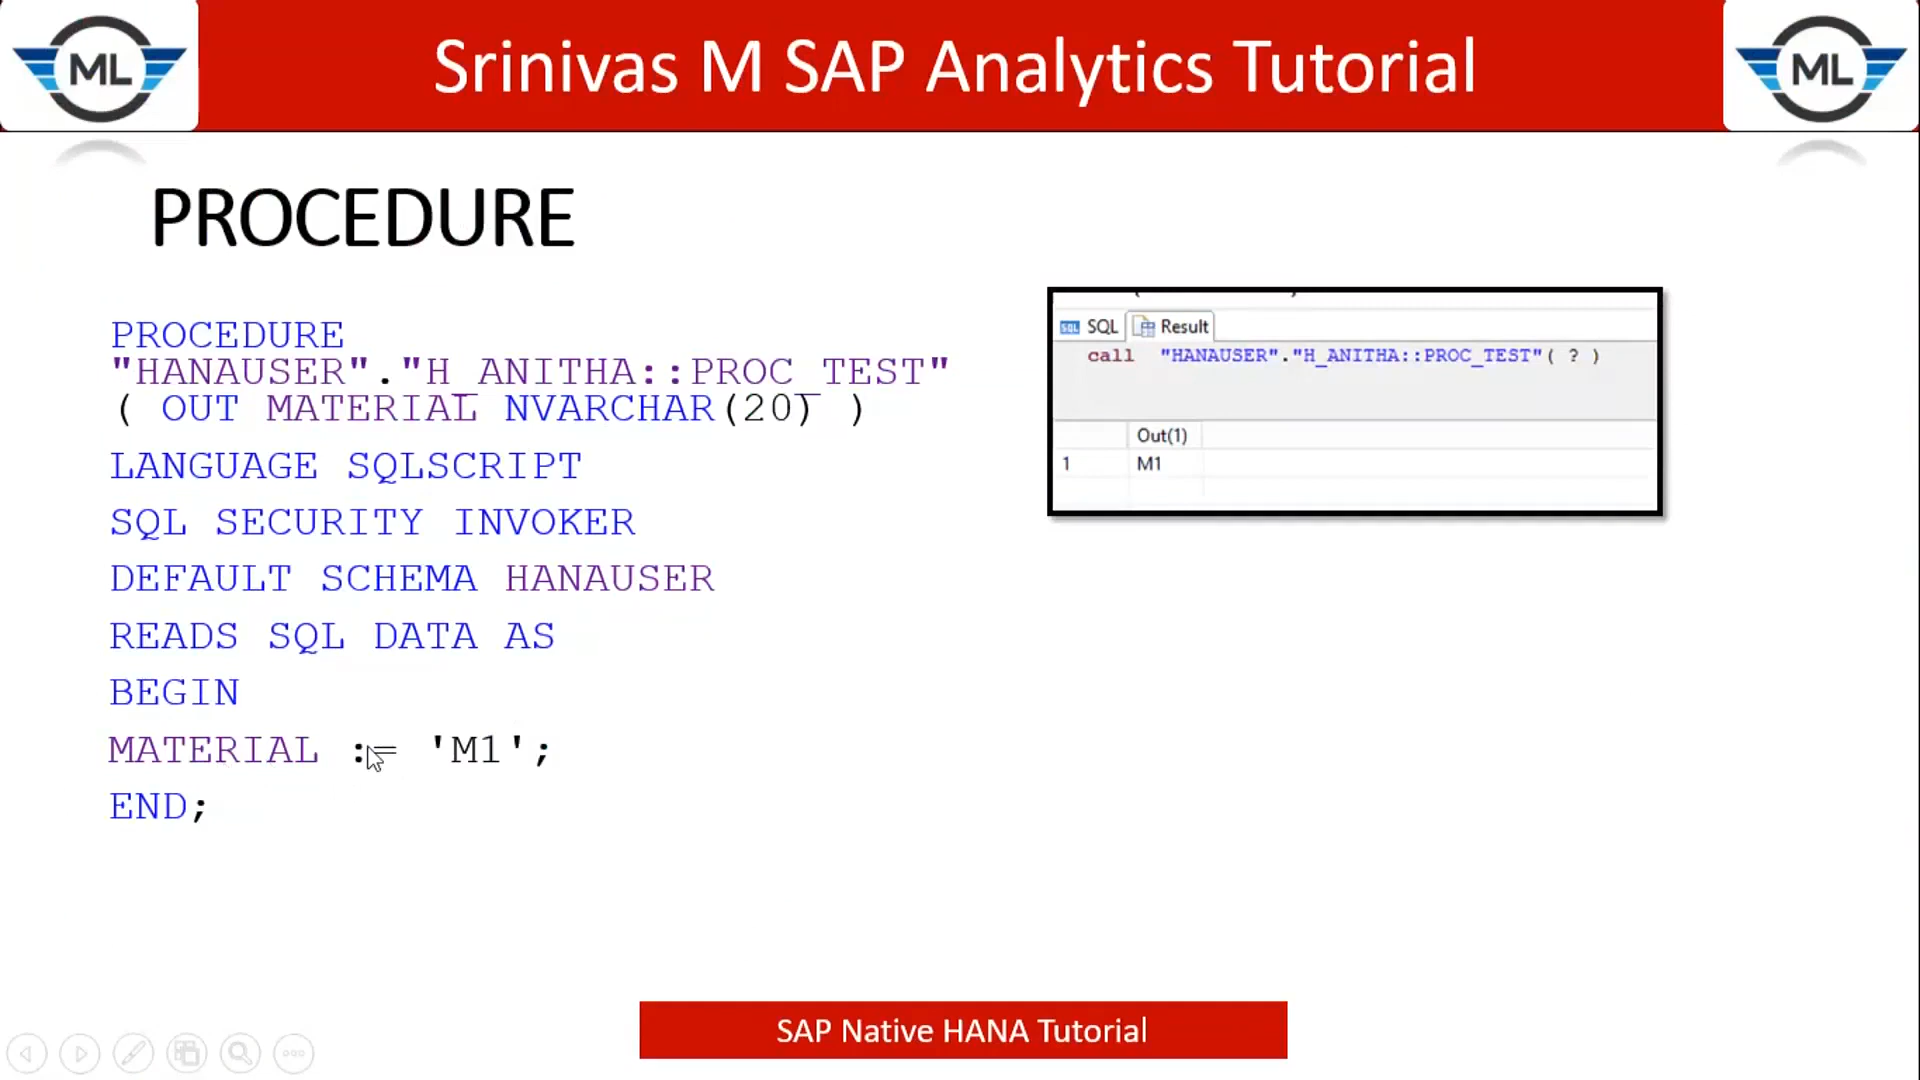 ML
Srinivas M SAP Analytics Tutorial
ML
PROCEDURE
PROCEDURE
"HANAUSER"."H_ANITHA::PROC_TEST"
( OUT MATERIAL NVARCHAR(20) )
LANGUAGE SQLSCRIPT
SQL SECURITY INVOKER
DEFAULT SCHEMA HANAUSER
READS SQL DATA AS
BEGIN
MATERIAL := 'M1';
END;
SQL SQL Result
call "HANAUSER"."H_ANITHA::PROC_TEST"( ? )
Out(1)
1 M1
SAP Native HANA Tutorial